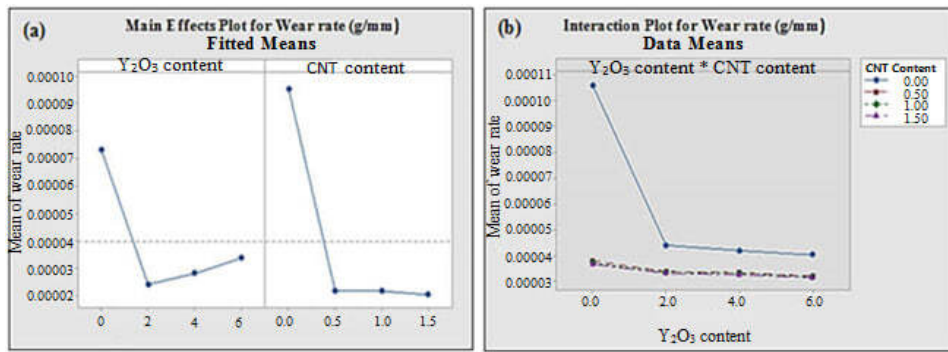 (a)
Main Effects Plot for Wear rate (g/mm)
Fitted Means
Y₂O₃ content
CNT content
Mean of wear rate
0.00010
0.00009
0.00008
0.00007
0.00006
0.00005
0.00004
0.00003
0.00002
0 2 4 6
0.0 0.5 1.0 1.5
(b)
Interaction Plot for Wear rate (g/mm)
Data Means
Y₂O₃ content * CNT content
Mean of wear rate
0.00011
0.00010
0.00009
0.00008
0.00007
0.00006
0.00005
0.00004
0.00003
0.0 2.0 4.0 6.0
Y₂O₃ content
CNT Content
0.00
0.50
1.00
1.50